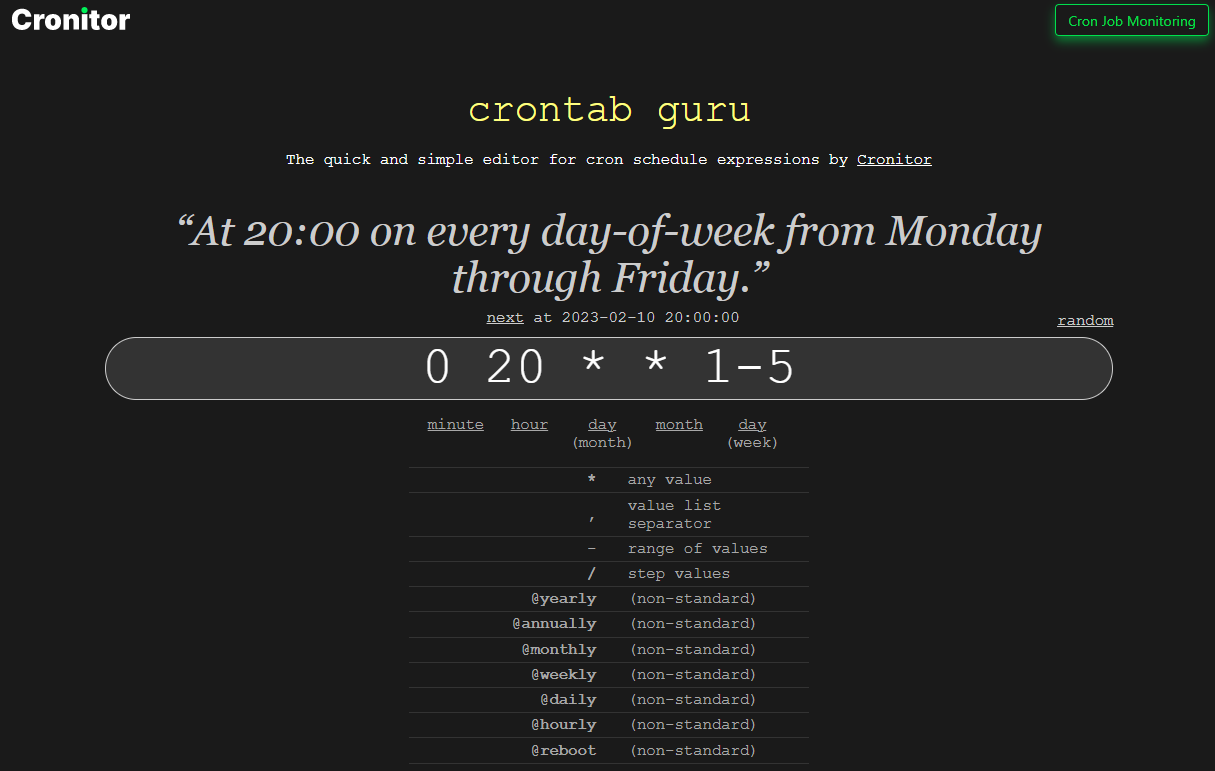 Cronitor
Cron Job Monitoring
crontab guru
The quick and simple editor for cron schedule expressions by Cronitor
“At 20:00 on every day-of-week from Monday
through Friday.”
next at 2023-02-10 20:00:00
random
0 20 * * 1-5
minute hour day month day
(month) (week)
* any value
, value list
separator
- range of values
/ step values
@yearly (non-standard)
@annually (non-standard)
@monthly (non-standard)
@weekly (non-standard)
@daily (non-standard)
@hourly (non-standard)
@reboot (non-standard)